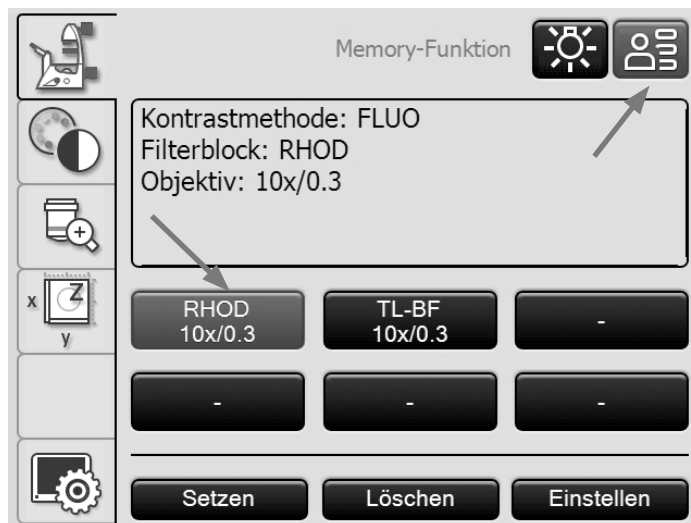 Memory-Funktion
Kontrastmethode: FLUO
Filterblock: RHOD
Objektiv: 10x/0.3
x Z
y
RHOD
10x/0.3
TL-BF
10x/0.3
-
-
-
-
Setzen
Löschen
Einstellen